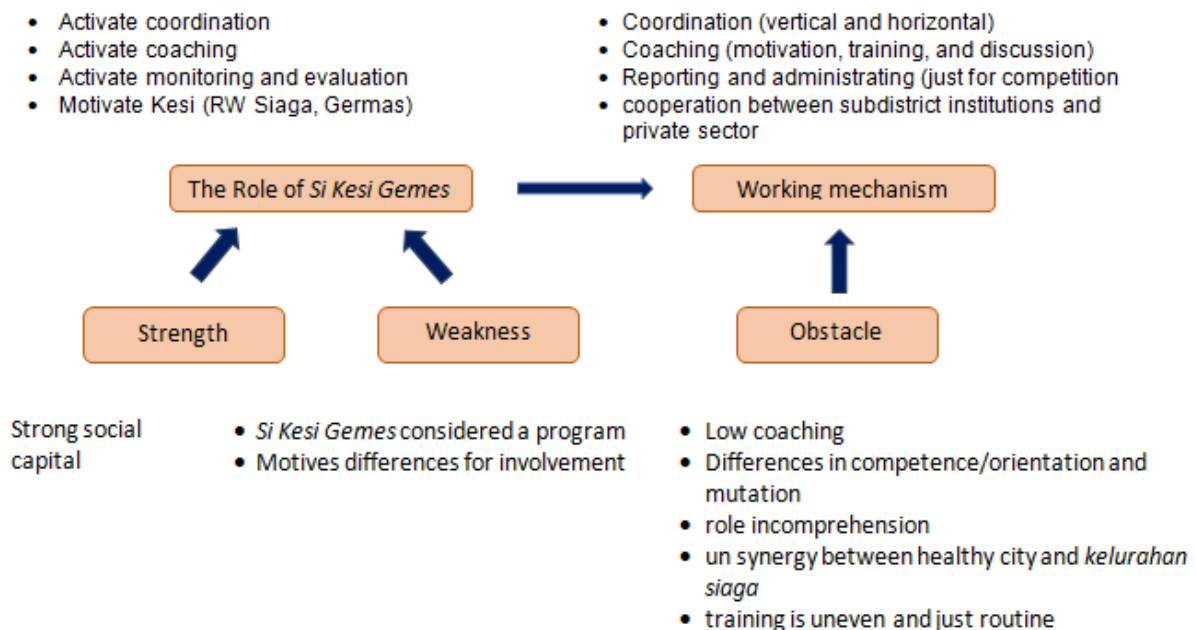 • Activate coordination
• Activate coaching
• Activate monitoring and evaluation
• Motivate Kesi (RW Siaga, Germas)
• Coordination (vertical and horizontal)
• Coaching (motivation, training, and discussion)
• Reporting and administrating (just for competition
• cooperation between subdistrict institutions and
private sector
The Role of Si Kesi Gemes
Working mechanism
Strength
Weakness
Obstacle
Strong social
capital
• Si Kesi Gemes considered a program
• Motives differences for involvement
• Low coaching
• Differences in competence/orientation and
mutation
• role incomprehension
• un synergy between healthy city and kelurahan
siaga
• training is uneven and just routine